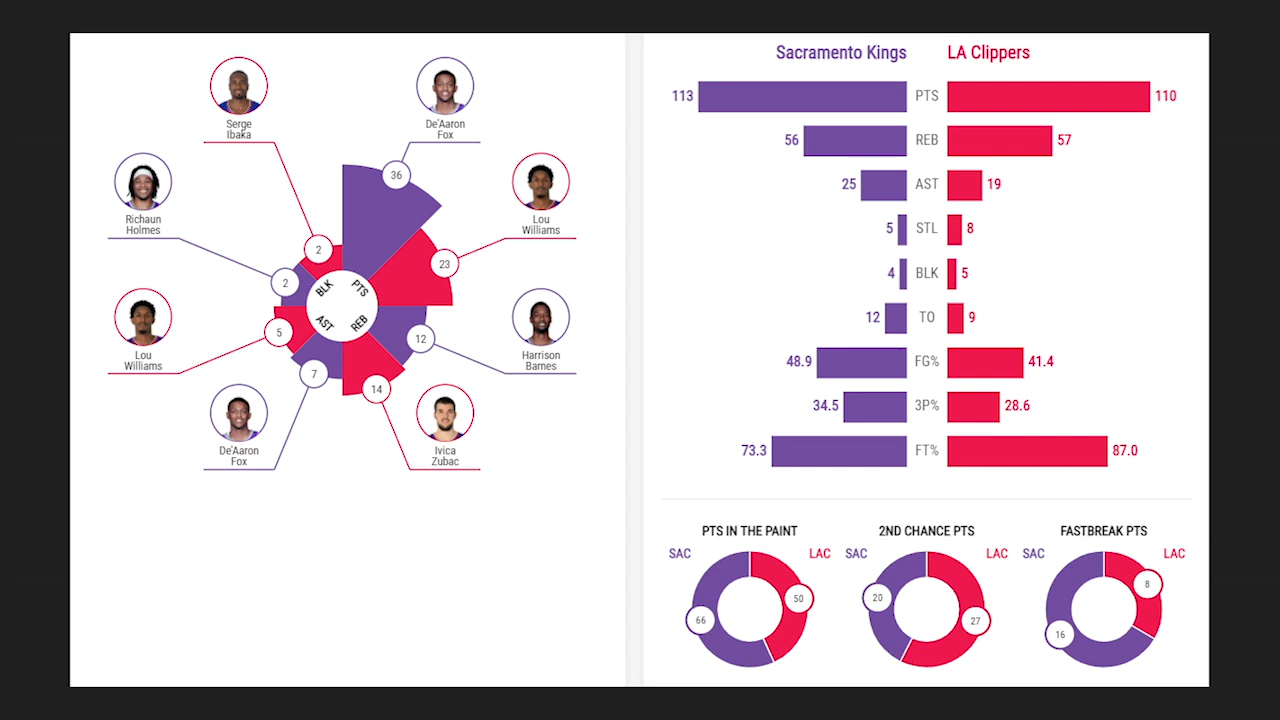 Serge
Ibaka
De'Aaron
Fox
36
Richaun
Holmes
Lou
Williams
2
23
2
BLK
PTS
AST
REB
Lou
Williams
5
12
Harrison
Barnes
7
14
De'Aaron
Fox
Ivica
Zubac
Sacramento Kings
LA Clippers
113 PTS 110
56 REB 57
25 AST 19
5 STL 8
4 BLK 5
12 TO 9
48.9 FG% 41.4
34.5 3P% 28.6
73.3 FT% 87.0
PTS IN THE PAINT
SAC LAC
50
66
2ND CHANCE PTS
SAC LAC
20
27
FASTBREAK PTS
SAC LAC
8
16